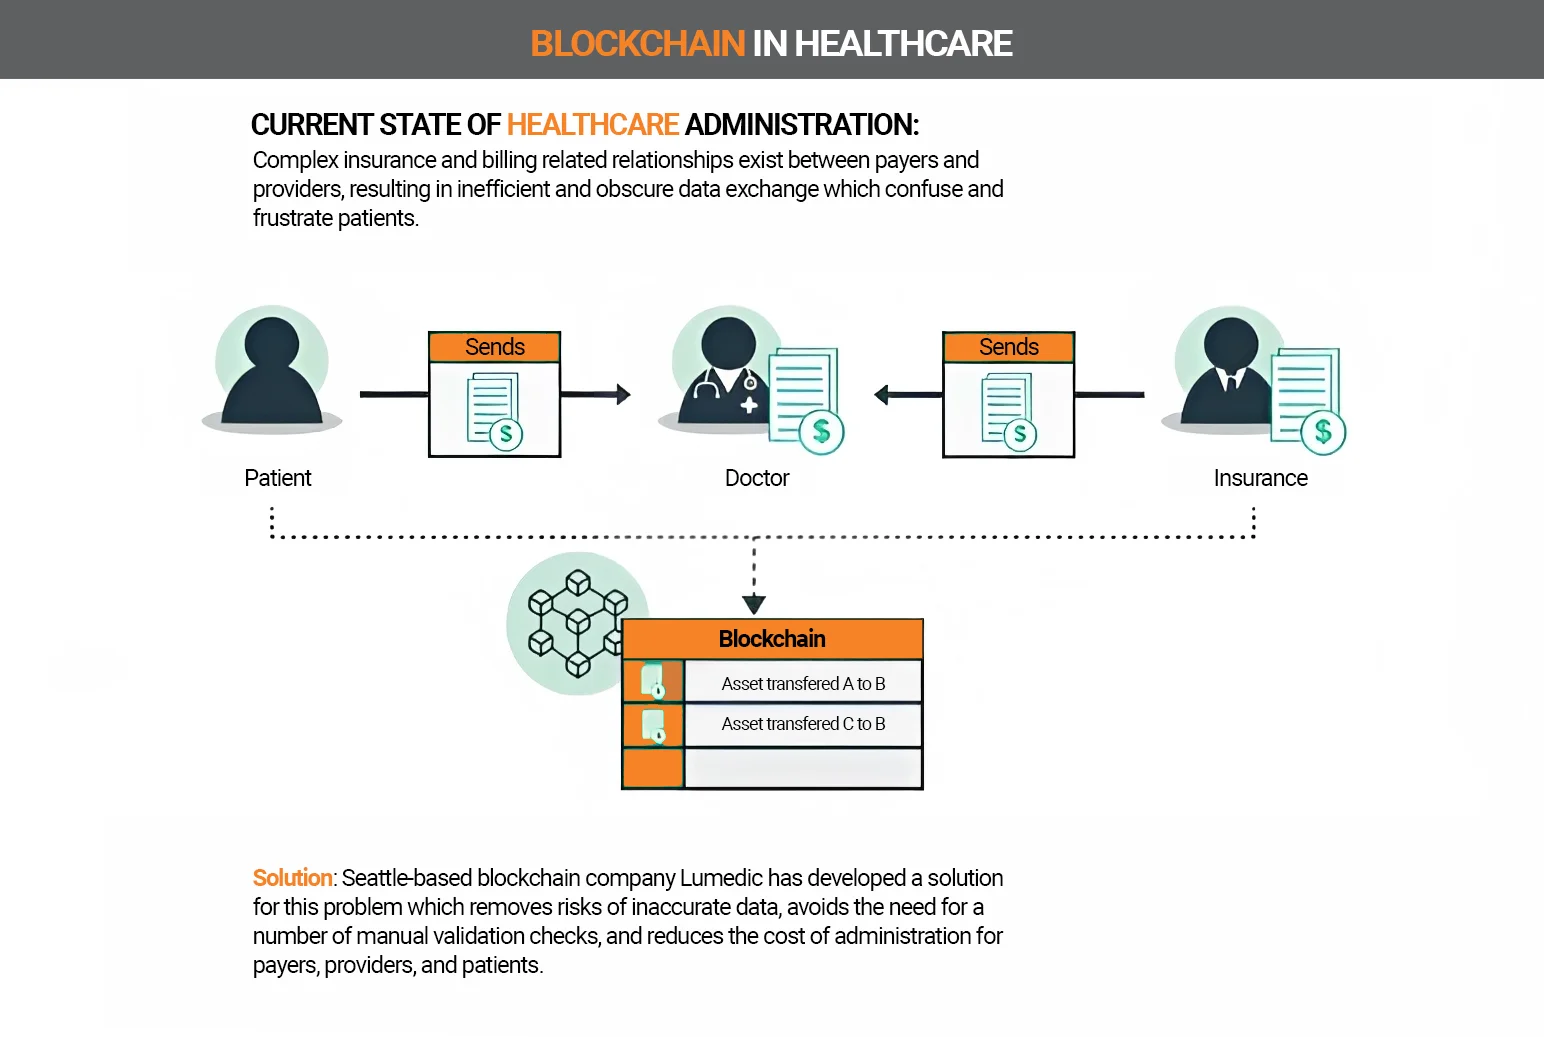 BLOCKCHAIN IN HEALTHCARE
CURRENT STATE OF HEALTHCARE ADMINISTRATION:
Complex insurance and billing related relationships exist between payers and
providers, resulting in inefficient and obscure data exchange which confuse and
frustrate patients.
Sends
$
$
Sends
$
$
Patient
Doctor
Insurance
Blockchain
Asset transfered A to B
Asset transfered C to B
Solution: Seattle-based blockchain company Lumedic has developed a solution
for this problem which removes risks of inaccurate data, avoids the need for a
number of manual validation checks, and reduces the cost of administration for
payers, providers, and patients.